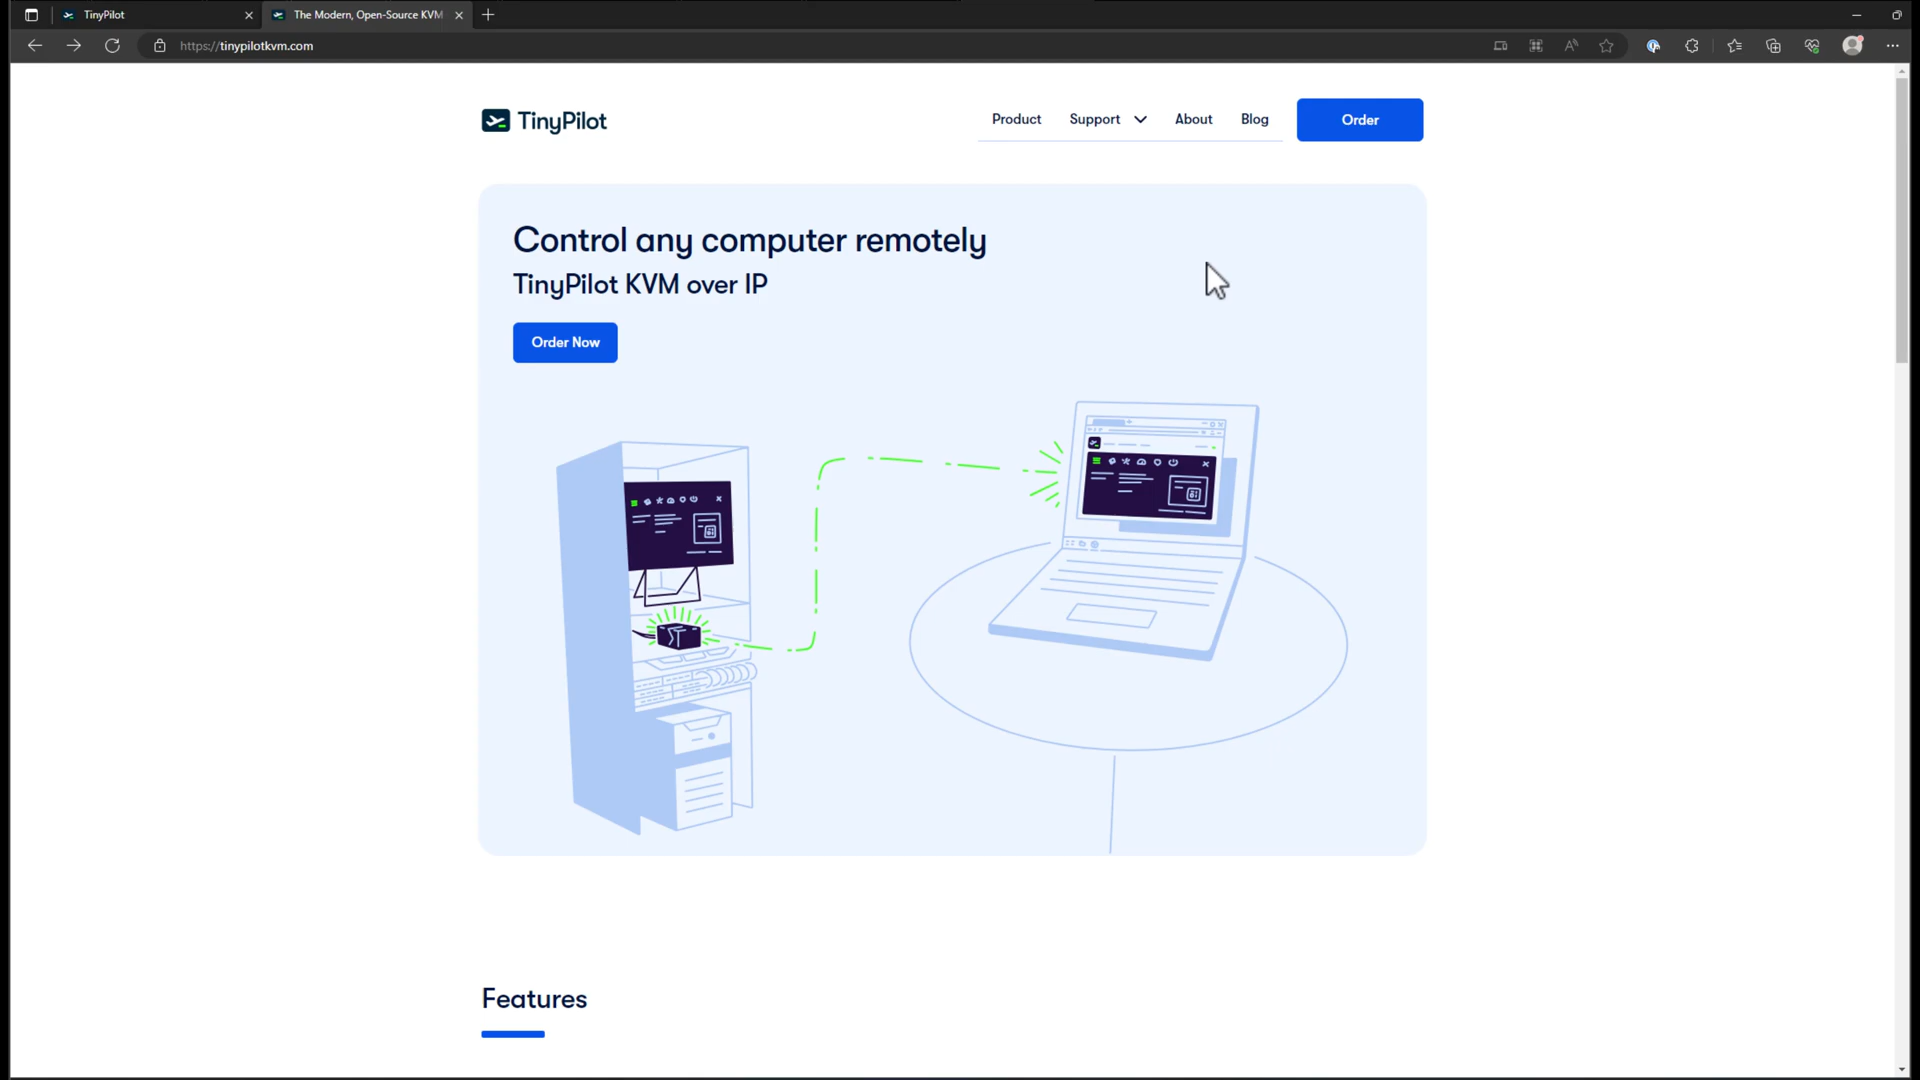 TinyPilot
The Modern, Open-Source KVM
https://tinypilotkvm.com
TinyPilot
Product
Support
About
Blog
Order
Control any computer remotely
TinyPilot KVM over IP
Order Now
Features